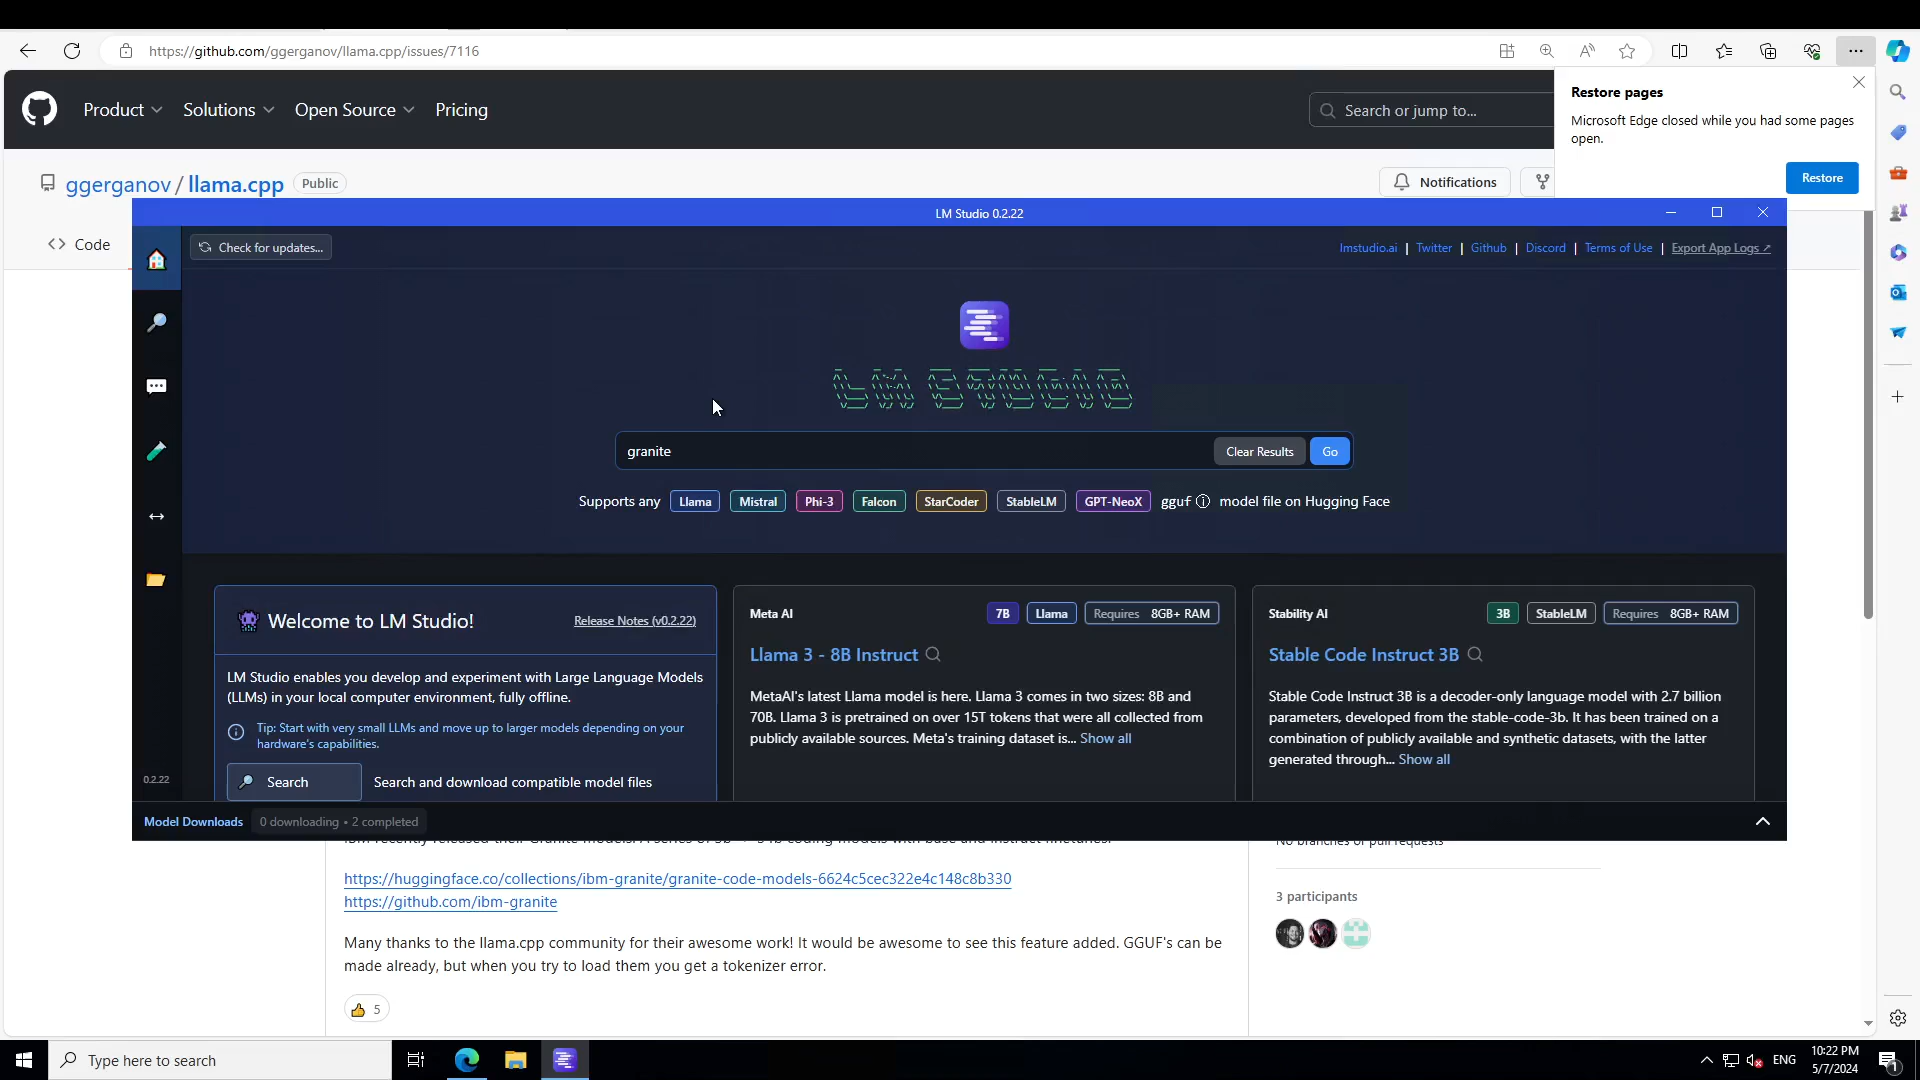 https://github.com/ggerganov/llama.cpp/issues/7116
Restore pages
Microsoft Edge closed while you had some pages
open.
Restore
Product
Solutions
Open Source
Pricing
Search or jump to...
ggerganov / llama.cpp
Public
Notifications
Code
LM Studio 0.2.22
Check for updates...
lmstudio.ai | Twitter | Github | Discord | Terms of Use | Export App Logs ↗
LM STUDIO
granite
Clear Results
Go
Supports any Llama Mistral Phi-3 Falcon StarCoder StableLM GPT-NeoX gguf model file on Hugging Face
Welcome to LM Studio!
Release Notes (v0.2.22)
LM Studio enables you develop and experiment with Large Language Models
(LLMs) in your local computer environment, fully offline.
Tip: Start with very small LLMs and move up to larger models depending on your
hardware's capabilities.
Search
Search and download compatible model files
Meta AI
7B
Llama
Requires 8GB+ RAM
Llama 3 - 8B Instruct
MetaAI's latest Llama model is here. Llama 3 comes in two sizes: 8B and
70B. Llama 3 is pretrained on over 15T tokens that were all collected from
publicly available sources. Meta's training dataset is... Show all
Stability AI
3B
StableLM
Requires 8GB+ RAM
Stable Code Instruct 3B
Stable Code Instruct 3B is a decoder-only language model with 2.7 billion
parameters, developed from the stable-code-3b. It has been trained on a
combination of publicly available and synthetic datasets, with the latter
generated through... Show all
0.2.22
Model Downloads
0 downloading • 2 completed
No branches or pull requests
https://huggingface.co/collections/ibm-granite/granite-code-models-6624c5cec322e4c148c8b330
https://github.com/ibm-granite
Many thanks to the llama.cpp community for their awesome work! It would be awesome to see this feature added. GGUF's can be
made already, but when you try to load them you get a tokenizer error.
5
3 participants
Type here to search
ENG
10:22 PM
5/7/2024
1